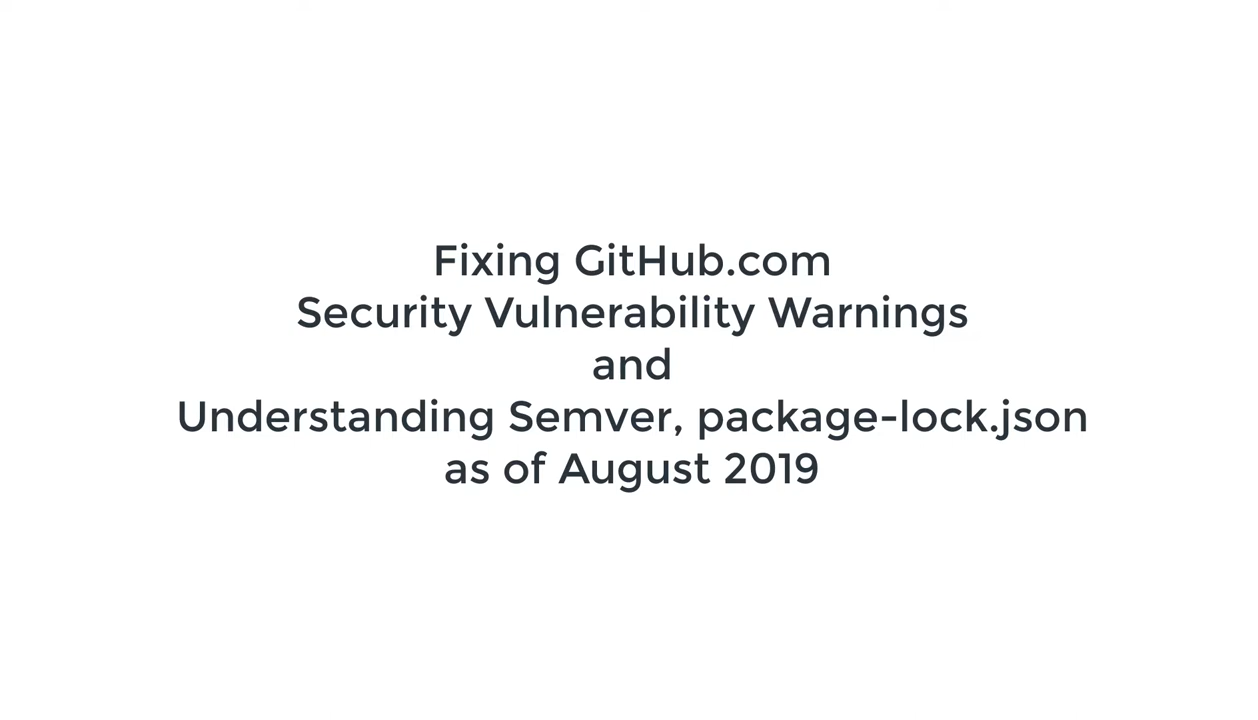 Fixing GitHub.com
Security Vulnerability Warnings
and
Understanding Semver, package-lock.json
as of August 2019